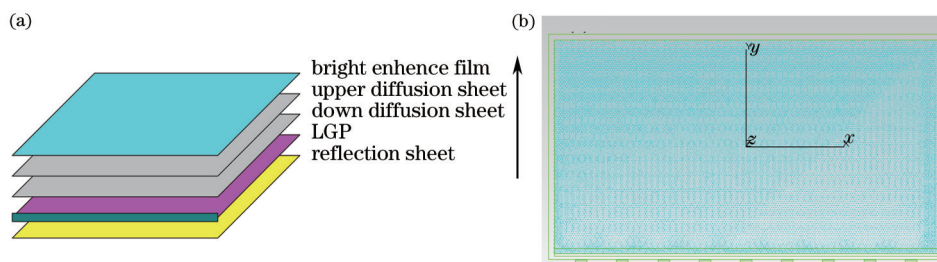 (a)
bright enhence film
upper diffusion sheet
down diffusion sheet
LGP
reflection sheet
(b)
y
z
x